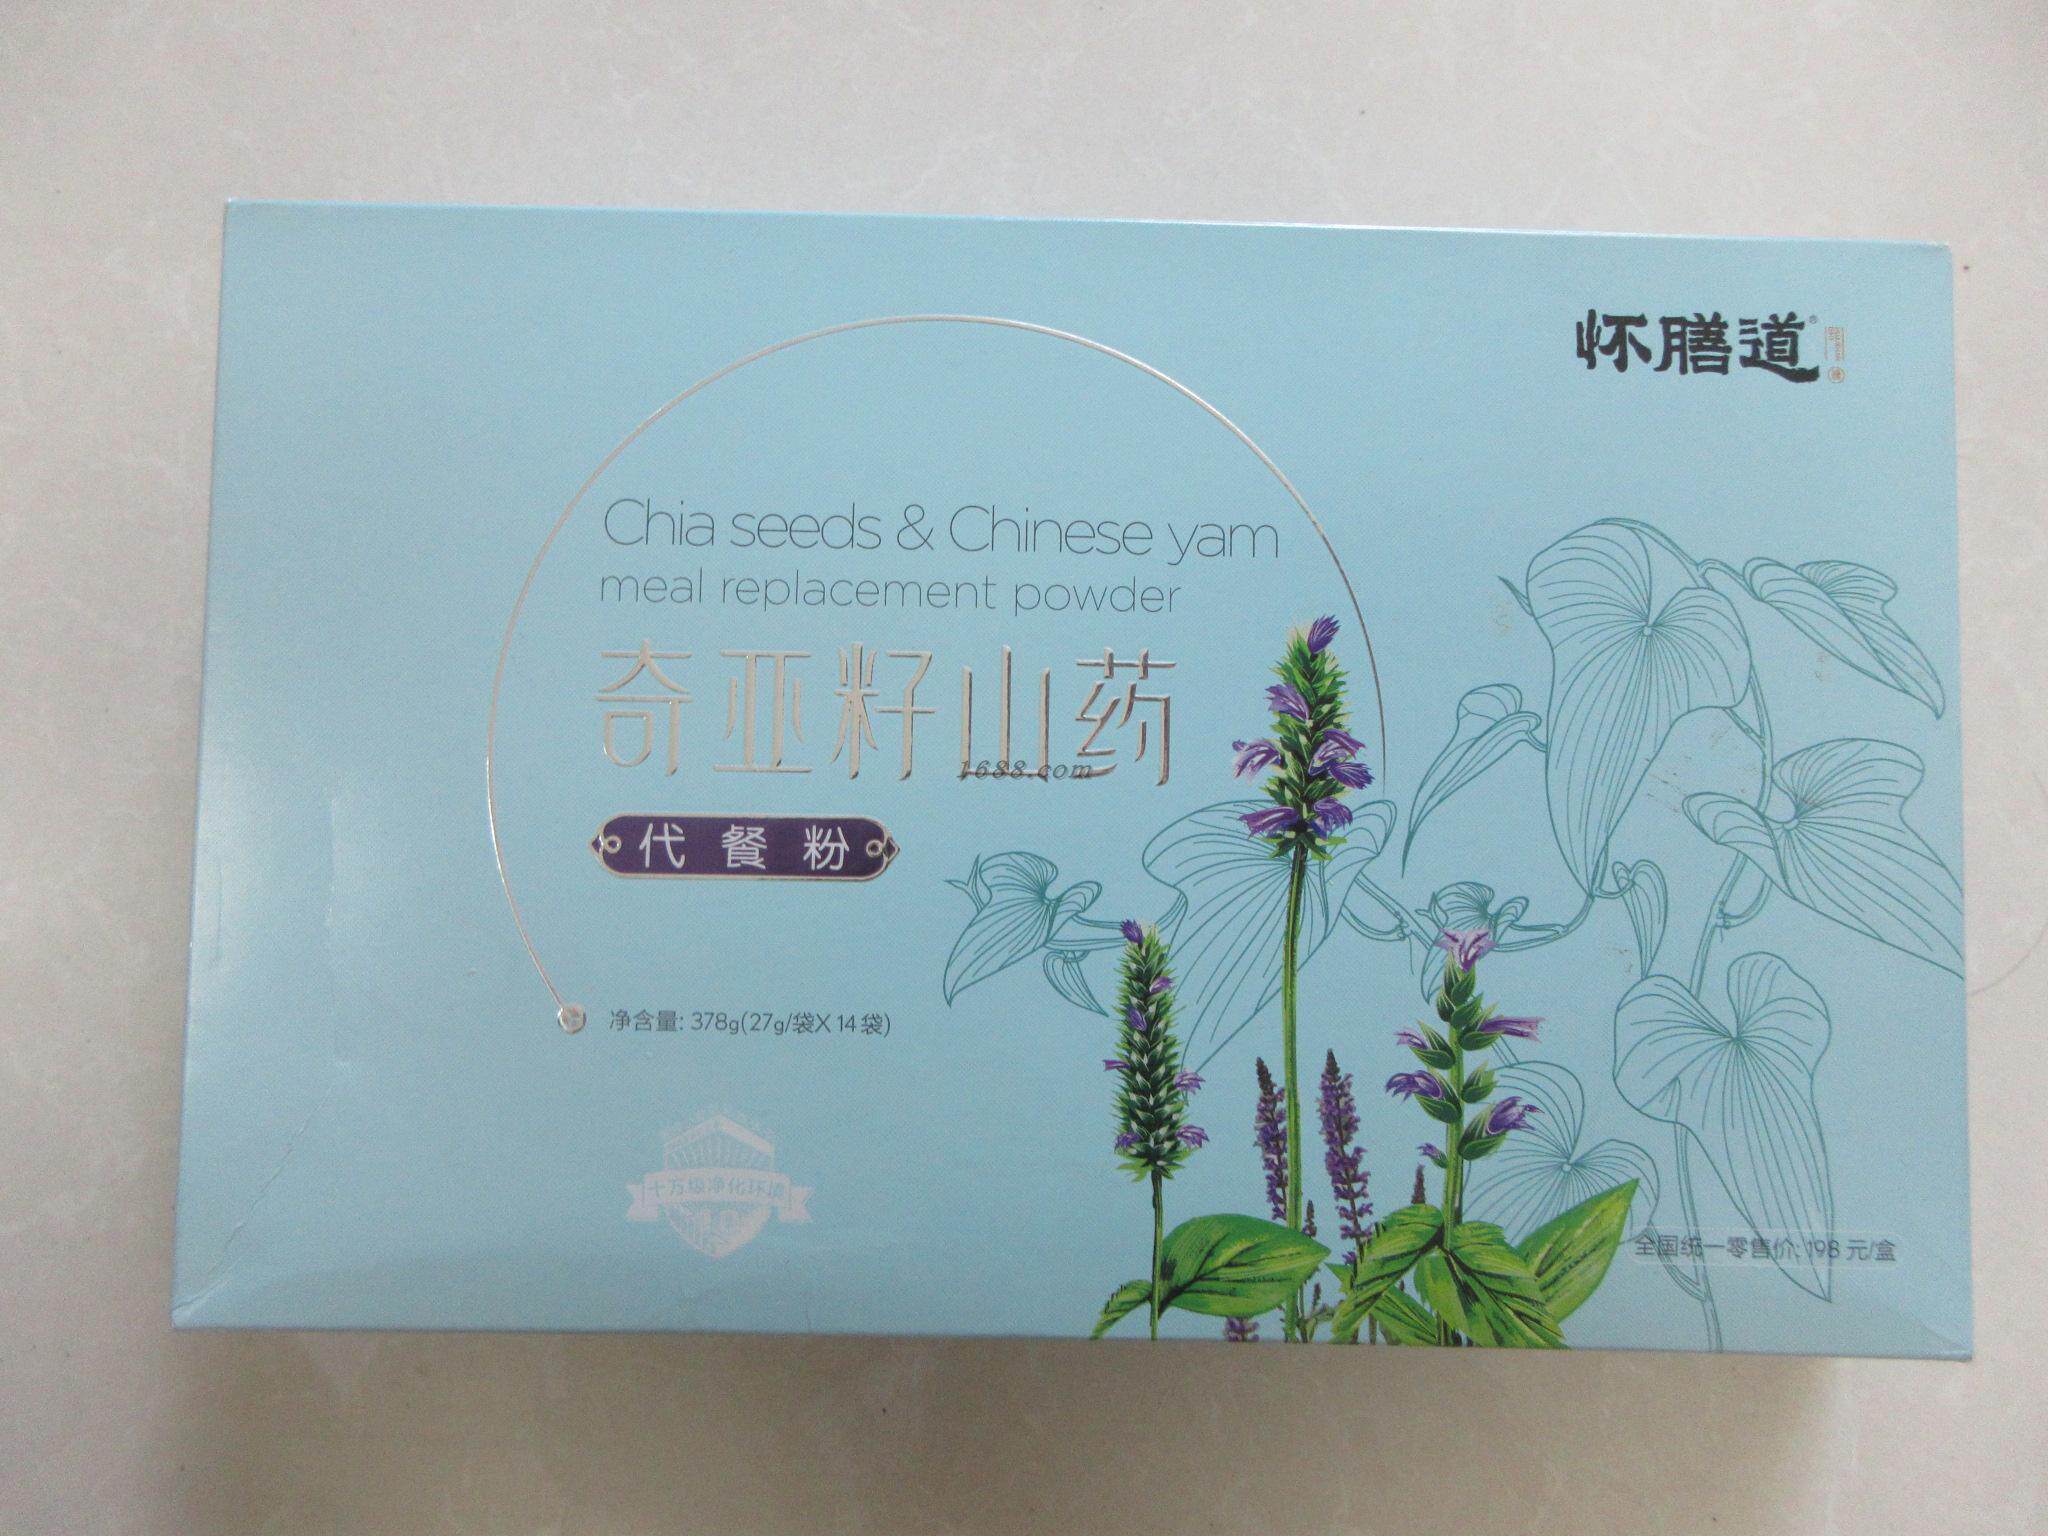 怀膳道®
Chia seeds & Chinese yam
meal replacement powder
奇亚籽山药
1688.com
代餐粉
净含量: 378g(27g/袋X 14袋)
十万级净化环境
全国统一零售价: 198 元/盒